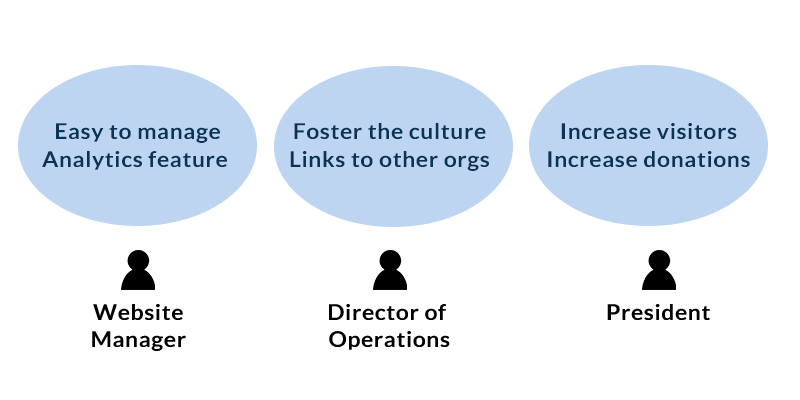 Easy to manage
Analytics feature
Foster the culture
Links to other orgs
Increase visitors
Increase donations
Website
Manager
Director of
Operations
President